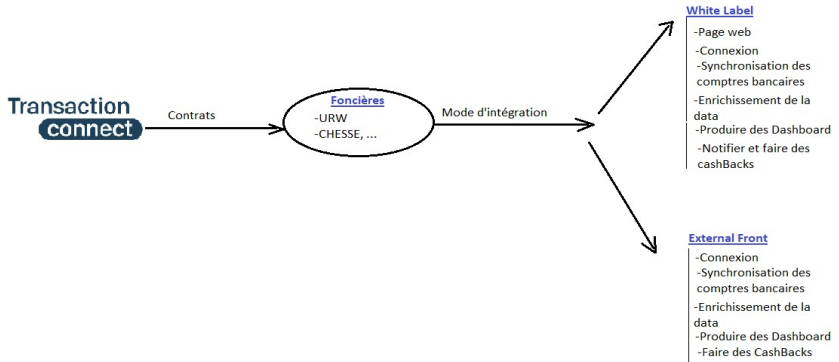 Transaction
connect
Contrats
Foncières
-URW
-CHESSE, ...
Mode d'intégration
White Label
-Page web
-Connexion
-Synchronisation des
comptres bancaires
-Enrichissement de la
data
-Produire des Dashboard
-Notifier et faire des
cashBacks
External Front
-Connexion
-Synchronisation des
comptres bancaires
-Enrichissement de la
data
-Produire des Dashboard
-Faire des CashBacks